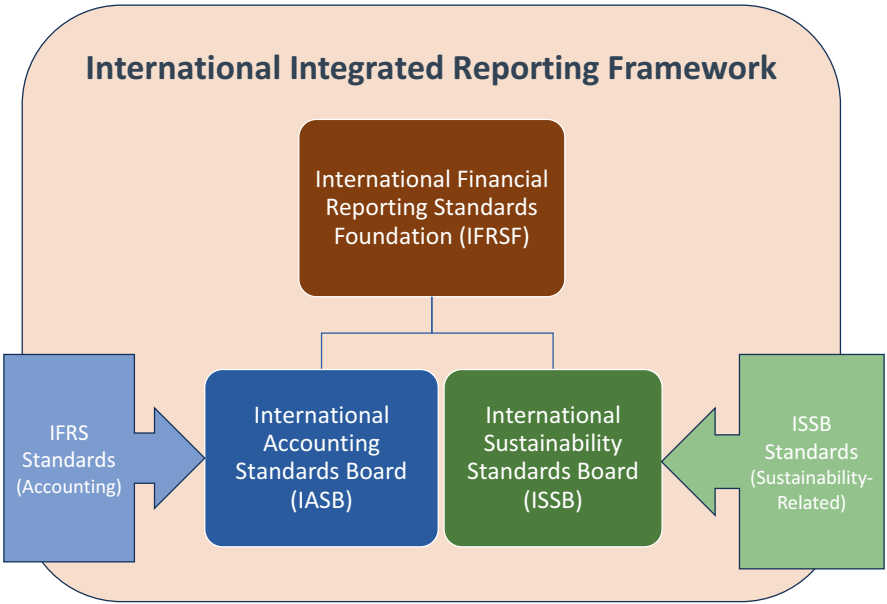 International Integrated Reporting Framework
International Financial
Reporting Standards
Foundation (IFRSF)
IFRS
Standards
(Accounting)
International
Accounting
Standards Board
(IASB)
International
Sustainability
Standards Board
(ISSB)
ISSB
Standards
(Sustainability-
Related)